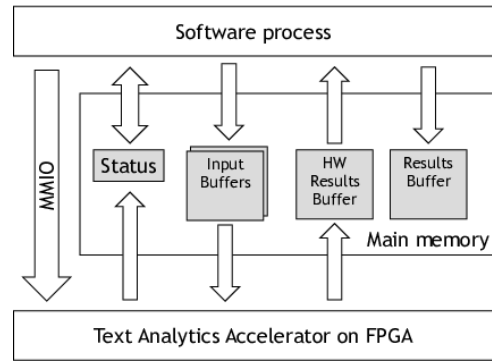 Software process
MMIO
Status
Input
Buffers
HW
Results
Buffer
Results
Buffer
Main memory
Text Analytics Accelerator on FPGA